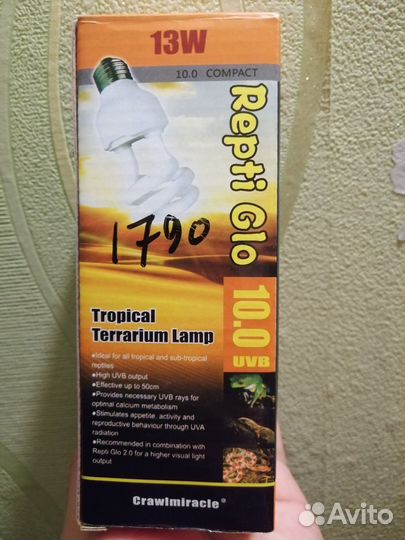 13W
10.0 COMPACT
Repti Glo
10.0
UVB
1790
Tropical
Terrarium Lamp
•Ideal for all tropical and sub-tropical
reptiles
•High UVB output
•Effective up to 50cm
•Provides necessary UVB rays for
optimal calcium metabolism
•Stimulates appetite, activity and
reproductive behaviour through UVA
radiation
•Recommended in combination with
Repti Glo 2.0 for a higher visual light
output
Crawlmiracle®
Avito